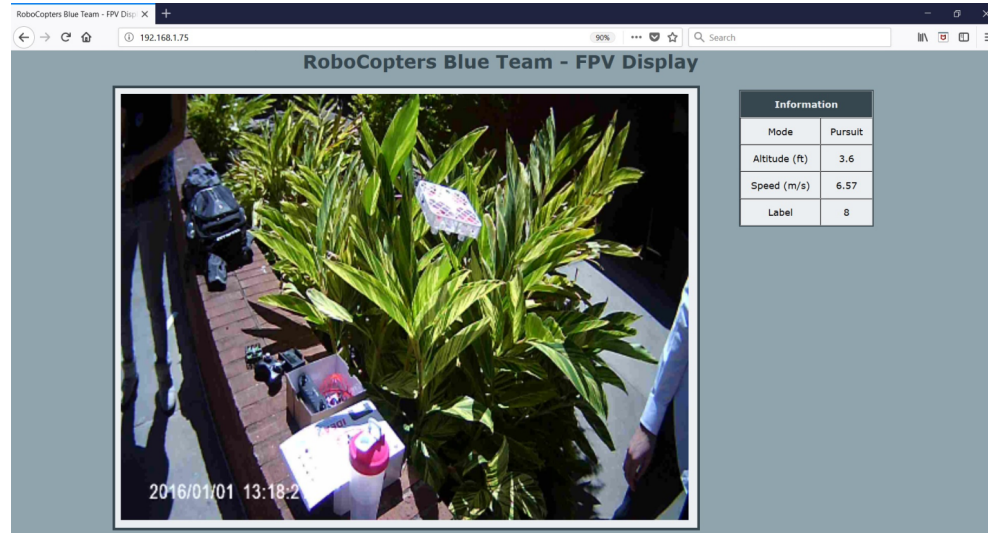 RoboCopters Blue Team - FPV Disp
192.168.1.75
90%
Search
RoboCopters Blue Team - FPV Display
Information
Mode Pursuit
Altitude (ft) 3.6
Speed (m/s) 6.57
Label 8
2016/01/01 13:18:2